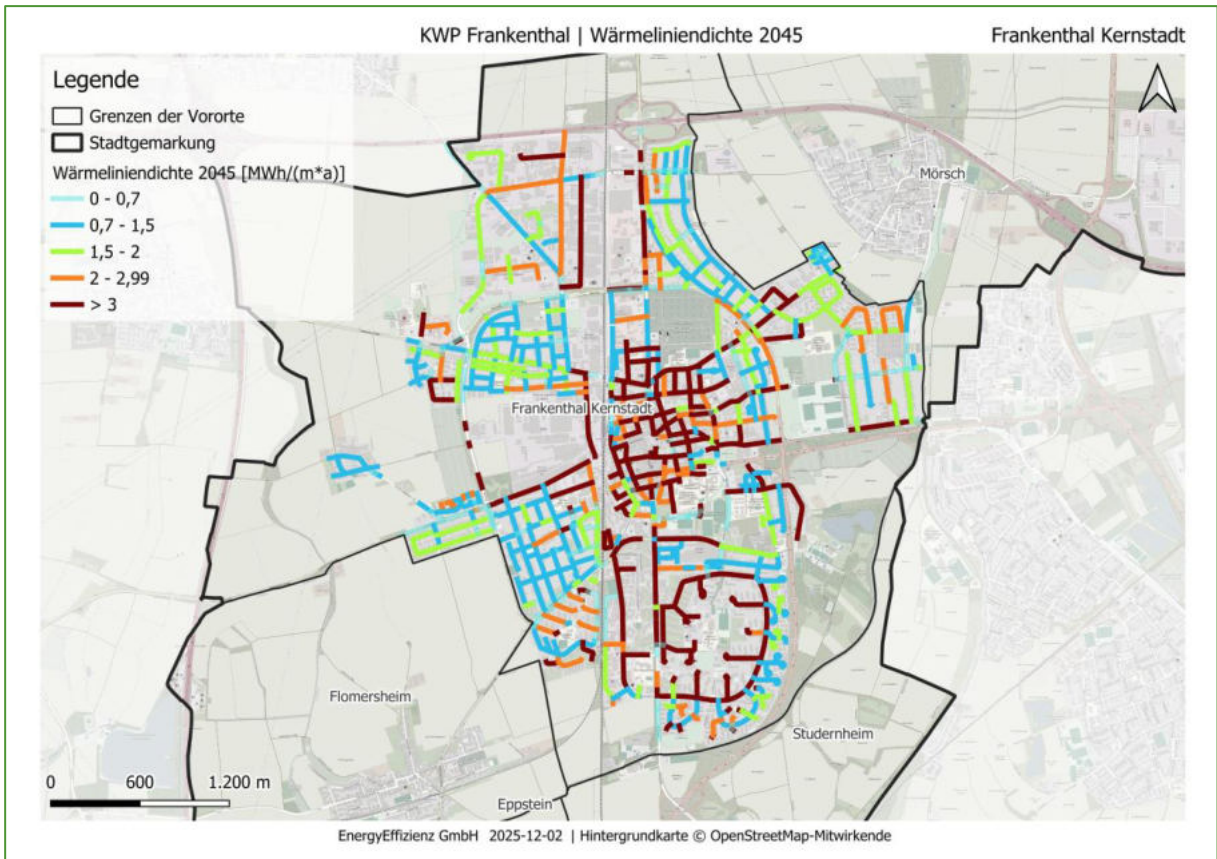 KWP Frankenthal | Wärmeliniendichte 2045
Frankenthal Kernstadt
Legende
Grenzen der Vororte
Stadtgemarkung
Wärmeliniendichte 2045 [MWh/(m*a)]
0 - 0,7
0,7 - 1,5
1,5 - 2
2 - 2,99
> 3
Mörsch
Frankenthal Kernstadt
Flomersheim
Studernheim
Eppstein
0 600 1.200 m
EnergyEffizienz GmbH 2025-12-02 | Hintergrundkarte © OpenStreetMap-Mitwirkende